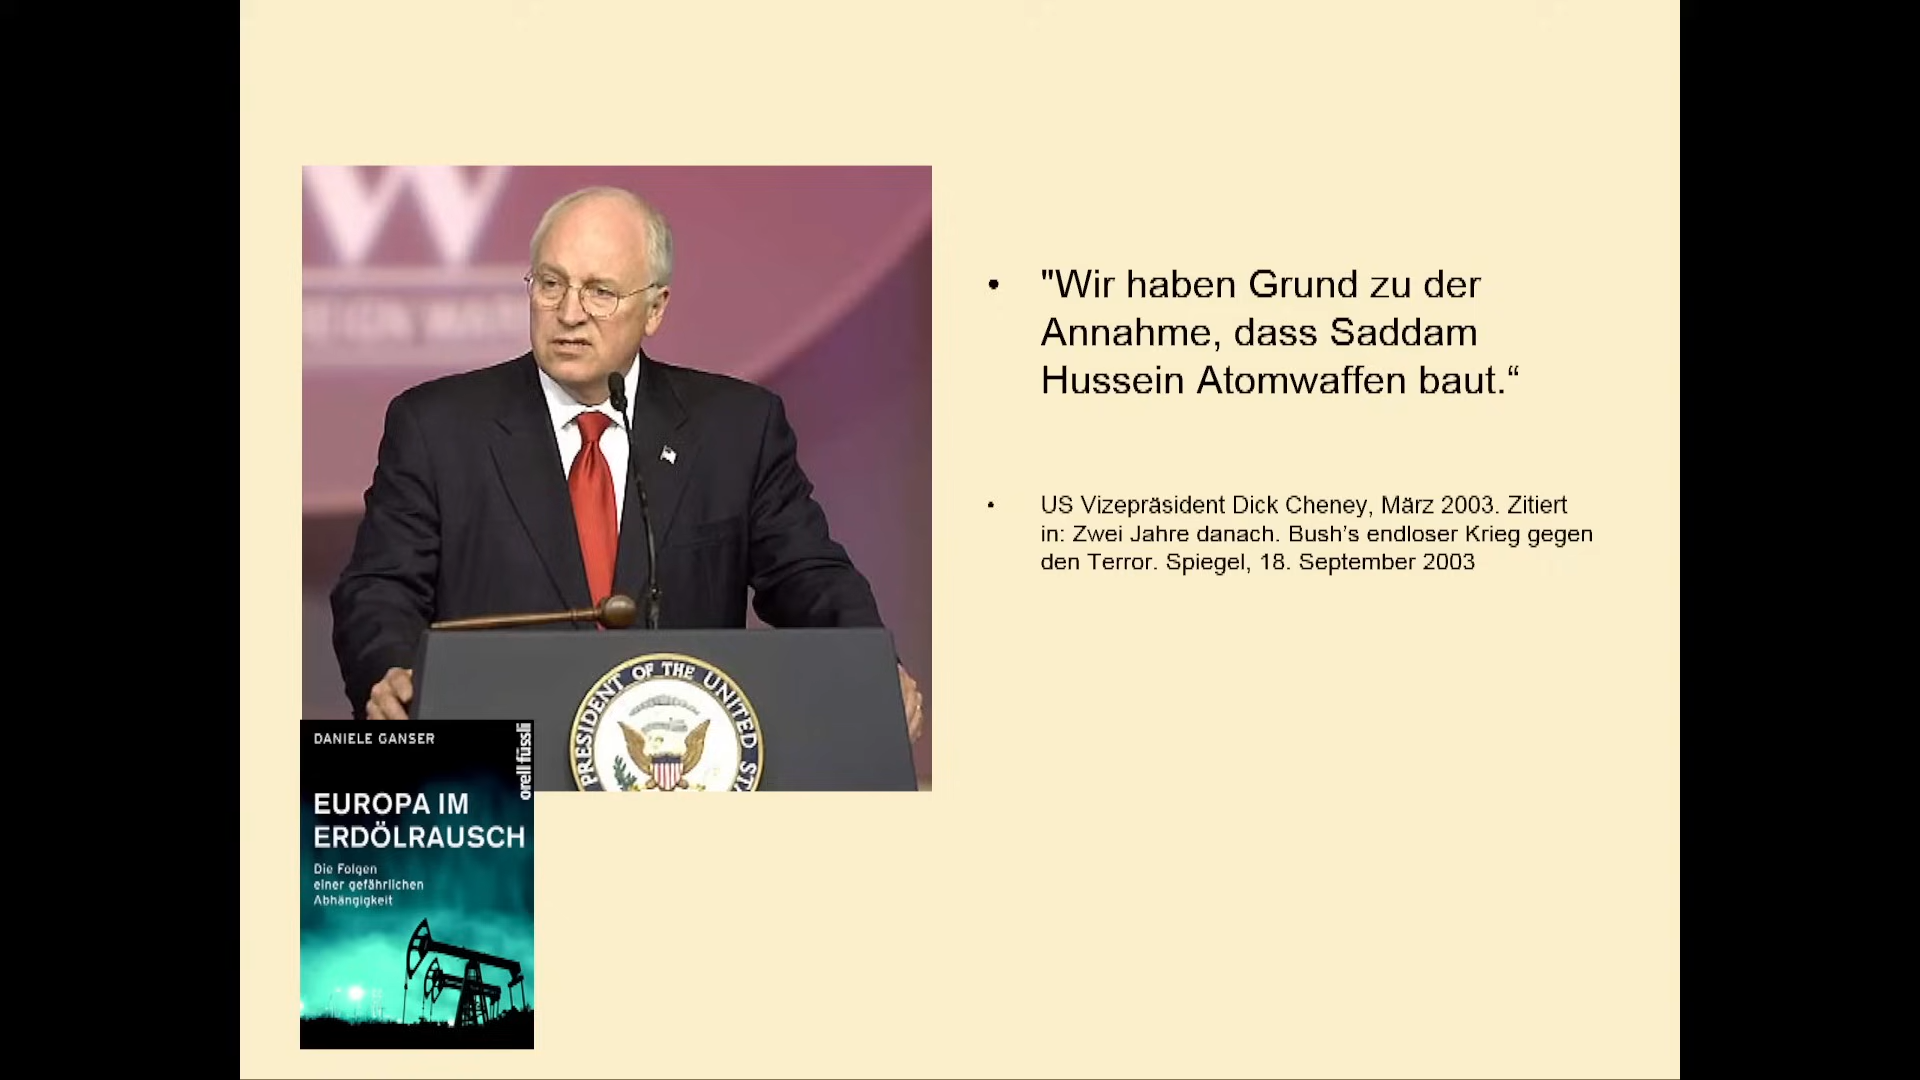 W
"Wir haben Grund zu der
Annahme, dass Saddam
Hussein Atomwaffen baut.“
US Vizepräsident Dick Cheney, März 2003. Zitiert
in: Zwei Jahre danach. Bush’s endloser Krieg gegen
den Terror. Spiegel, 18. September 2003
PRESIDENT OF THE UNITED STA
DANIELE GANSER
orell füssli
EUROPA IM
ERDÖLRAUSCH
Die Folgen
einer gefährlichen
Abhängigkeit